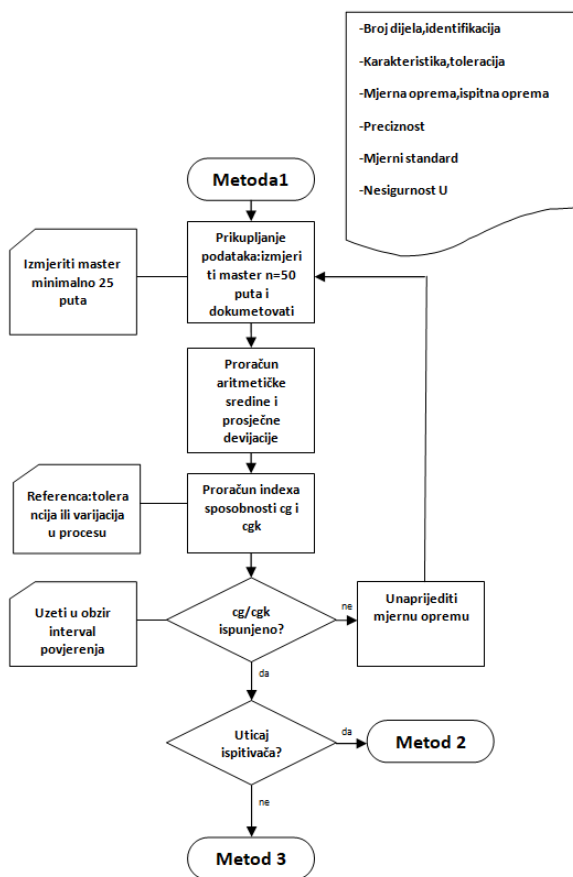 -Broj dijela,identifikacija
-Karakteristika,toleracija
-Mjerna oprema,ispitna oprema
-Preciznost
-Mjerni standard
-Nesigurnost U
Metoda1
Prikupljanje
podataka:izmjeri
ti master n=50
puta i
dokumetovati
Izmjeriti master
minimalno 25
puta
Proračun
aritmetičke
sredine i
prosječne
devijacije
Referenca:tolera
ncija ili varijacija
u procesu
Proračun indexa
sposobnosti cg i
cgk
Uzeti u obzir
interval
povjerenja
cg/cgk
ispunjeno?
ne
Unaprijediti
mjernu opremu
da
Uticaj
ispitivača?
da
Metod 2
ne
Metod 3